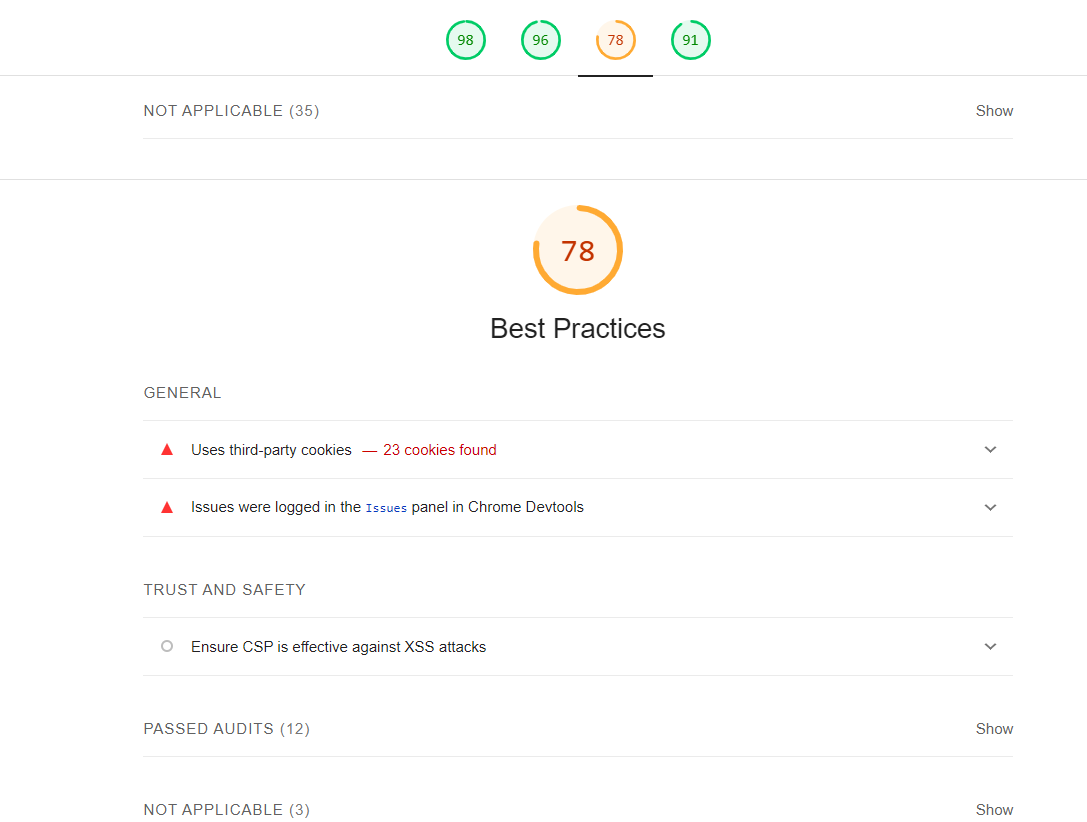 98 96 78 91
NOT APPLICABLE (35) Show
78
Best Practices
GENERAL
Uses third-party cookies — 23 cookies found
Issues were logged in the Issues panel in Chrome Devtools
TRUST AND SAFETY
Ensure CSP is effective against XSS attacks
PASSED AUDITS (12) Show
NOT APPLICABLE (3) Show